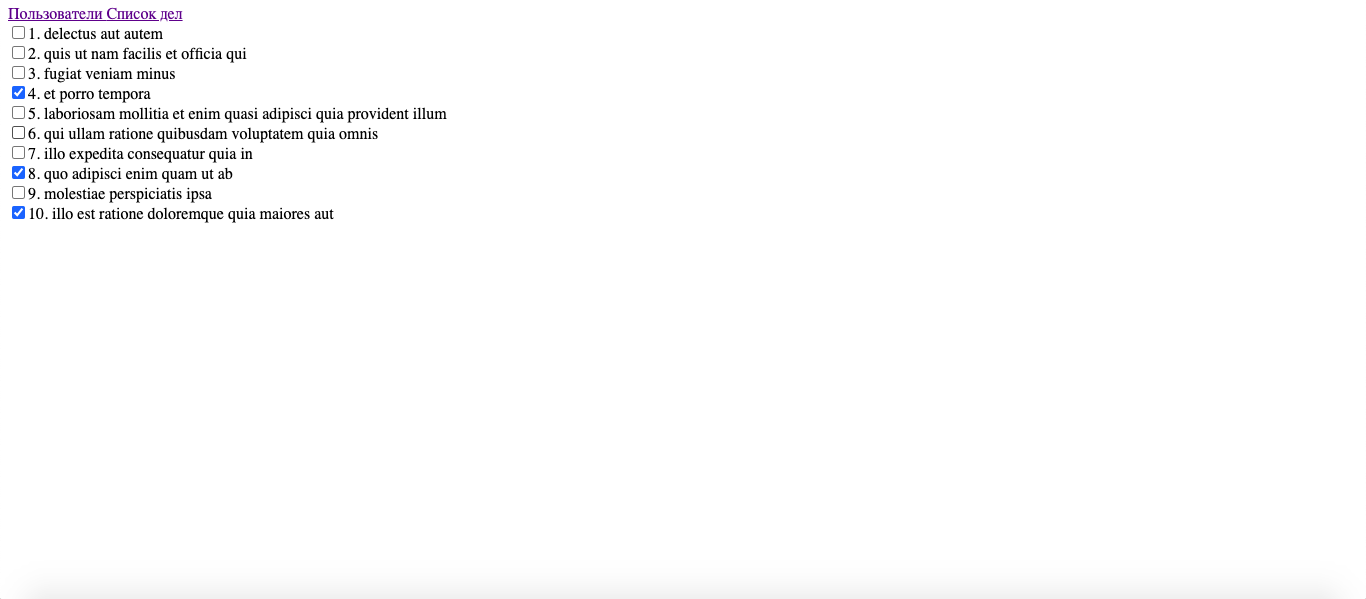 Пользователи Список дел
1. delectus aut autem
2. quis ut nam facilis et officia qui
3. fugiat veniam minus
4. et porro tempora
5. laboriosam mollitia et enim quasi adipisci quia provident illum
6. qui ullam ratione quibusdam voluptatem quia omnis
7. illo expedita consequatur quia in
8. quo adipisci enim quam ut ab
9. molestiae perspiciatis ipsa
10. illo est ratione doloremque quia maiores aut